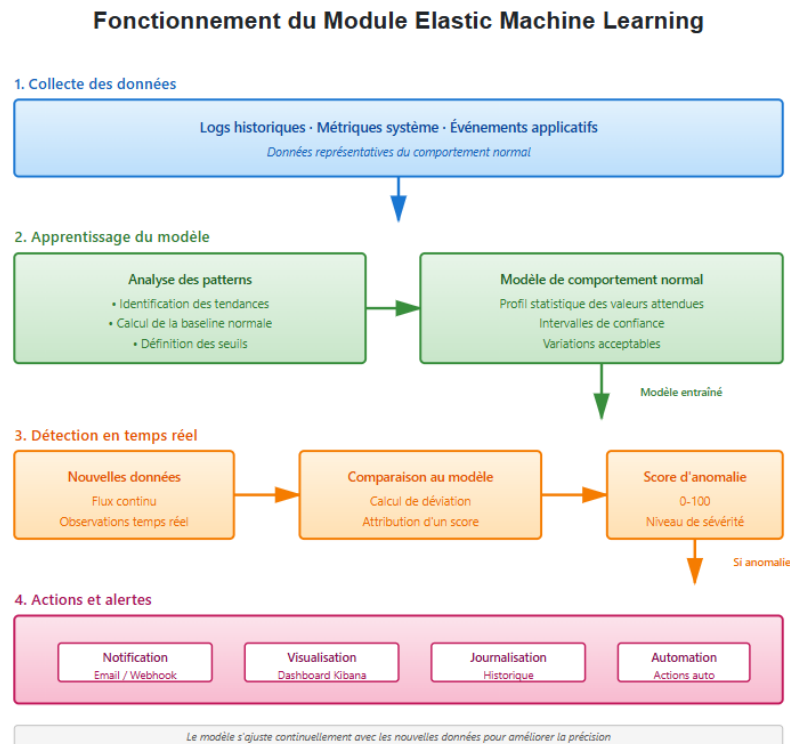 Fonctionnement du Module Elastic Machine Learning
1. Collecte des données
Logs historiques · Métriques système · Événements applicatifs
Données représentatives du comportement normal
2. Apprentissage du modèle
Analyse des patterns
• Identification des tendances
• Calcul de la baseline normale
• Définition des seuils
Modèle de comportement normal
Profil statistique des valeurs attendues
Intervalles de confiance
Variations acceptables
Modèle entraîné
3. Détection en temps réel
Nouvelles données
Flux continu
Observations temps réel
Comparaison au modèle
Calcul de déviation
Attribution d'un score
Score d'anomalie
0-100
Niveau de sévérité
Si anomalie
4. Actions et alertes
Notification
Email / Webhook
Visualisation
Dashboard Kibana
Journalisation
Historique
Automation
Actions auto
Le modèle s'ajuste continuellement avec les nouvelles données pour améliorer la précision